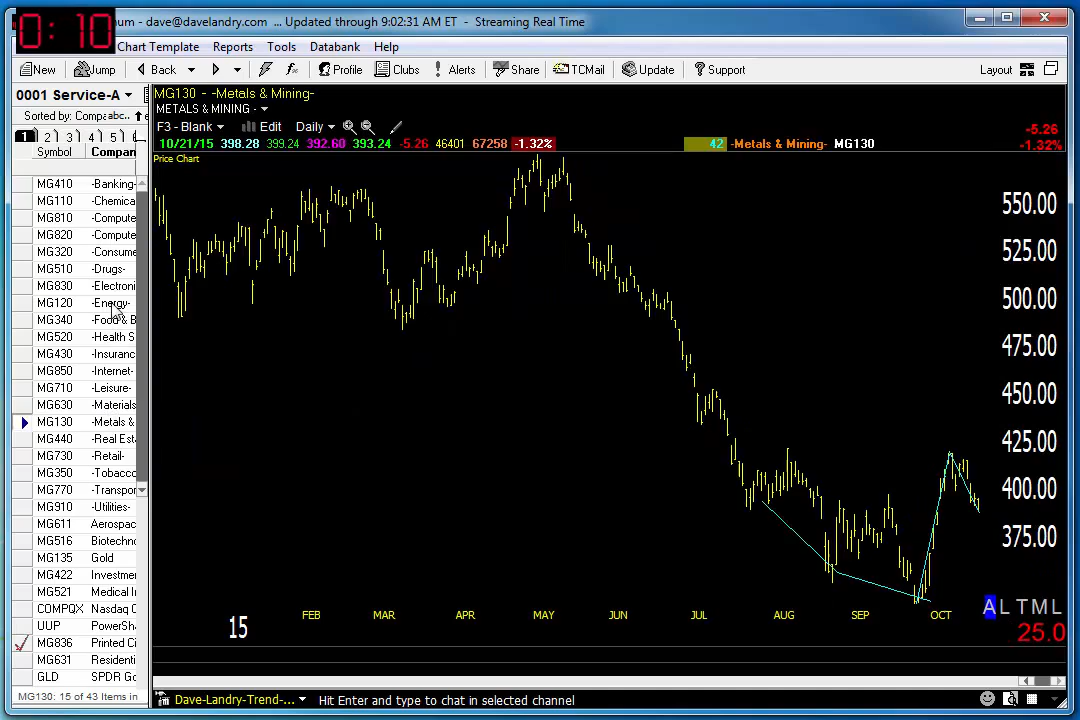 0:10
num - dave@davelandry.com ... Updated through 9:02:31 AM ET - Streaming Real Time
Chart Template Reports Tools Databank Help
New Jump Back Profile Clubs Alerts Share TCMail Update Support Layout
0001 Service-A
Sorted by: Compa abc..
1 2 3 4 5
Symbol Compan
MG410 -Banking-
MG110 -Chemica
MG810 -Compute
MG820 -Compute
MG320 -Consume
MG510 -Drugs-
MG830 -Electroni
MG120 -Energy-
MG340 -Food & B
MG520 -Health S
MG430 -Insuranc
MG850 -Internet-
MG710 -Leisure-
MG630 -Materials
MG130 -Metals &
MG440 -Real Est
MG730 -Retail-
MG350 -Tobacco
MG770 -Transpor
MG910 -Utilities-
MG611 Aerospac
MG516 Biotechno
MG135 Gold
MG422 Investmen
MG521 Medical I
COMPQX Nasdaq C
UUP PowerSha
MG836 Printed Ci
MG631 Residenti
GLD SPDR Go
MG130: 15 of 43 Items in
MG130 - -Metals & Mining-
METALS & MINING -
F3 - Blank Edit Daily
10/21/15 398.28 399.24 392.60 393.24 -5.26 46401 67258 -1.32% 42 -Metals & Mining- MG130
-5.26
-1.32%
Price Chart
550.00
525.00
500.00
475.00
450.00
425.00
400.00
375.00
A L T M L
25.0
15 FEB MAR APR MAY JUN JUL AUG SEP OCT
Dave-Landry-Trend-... Hit Enter and type to chat in selected channel